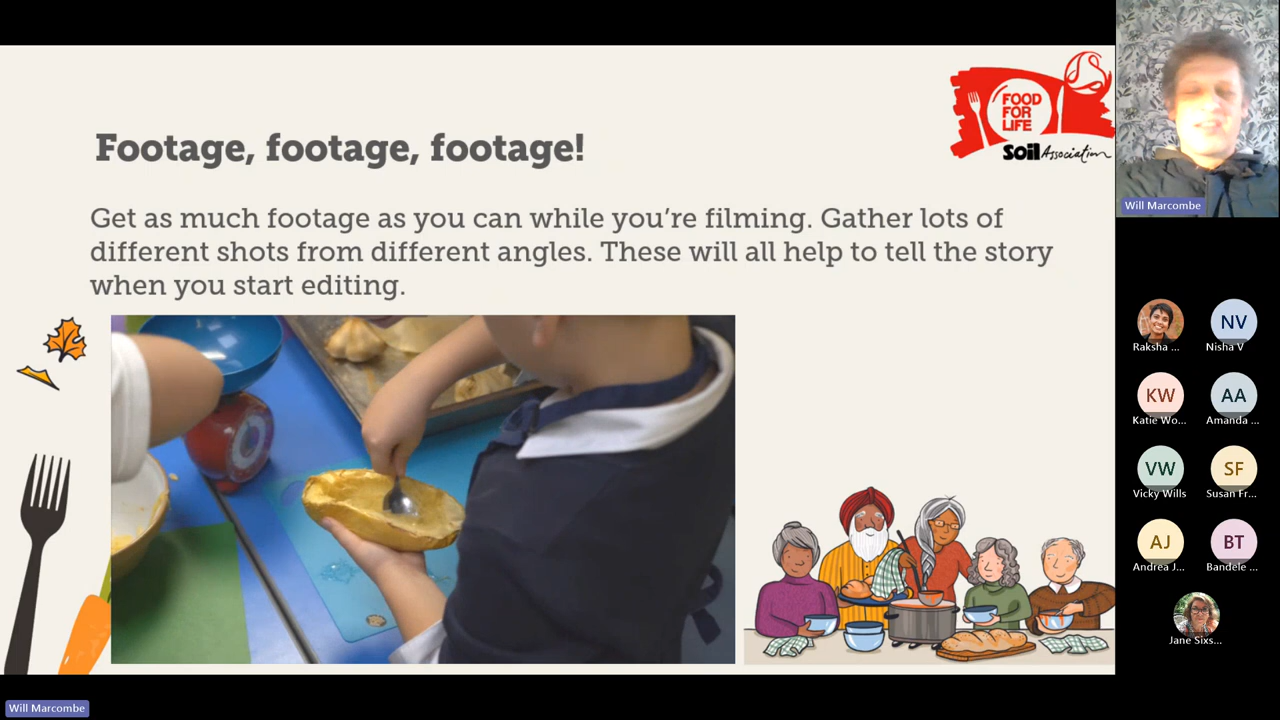 Footage, footage, footage!
FOOD
FOR
LIFE
Soil Association
Get as much footage as you can while you're filming. Gather lots of
different shots from different angles. These will all help to tell the story
when you start editing.
Will Marcombe
Raksha ...
NV
Nisha V
KW
Katie Wo...
AA
Amanda ...
VW
Vicky Wills
SF
Susan Fr...
AJ
Andrea J...
BT
Bandele ...
Jane Sixs...
Will Marcombe